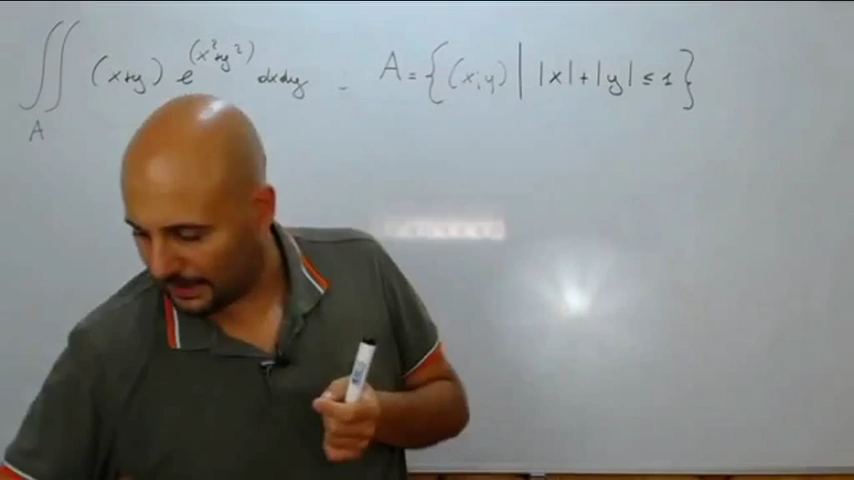 ∬_A (x+y) e^(x²+y²) dxdy - A = {(x;y) | |x|+|y| ≤ 1}